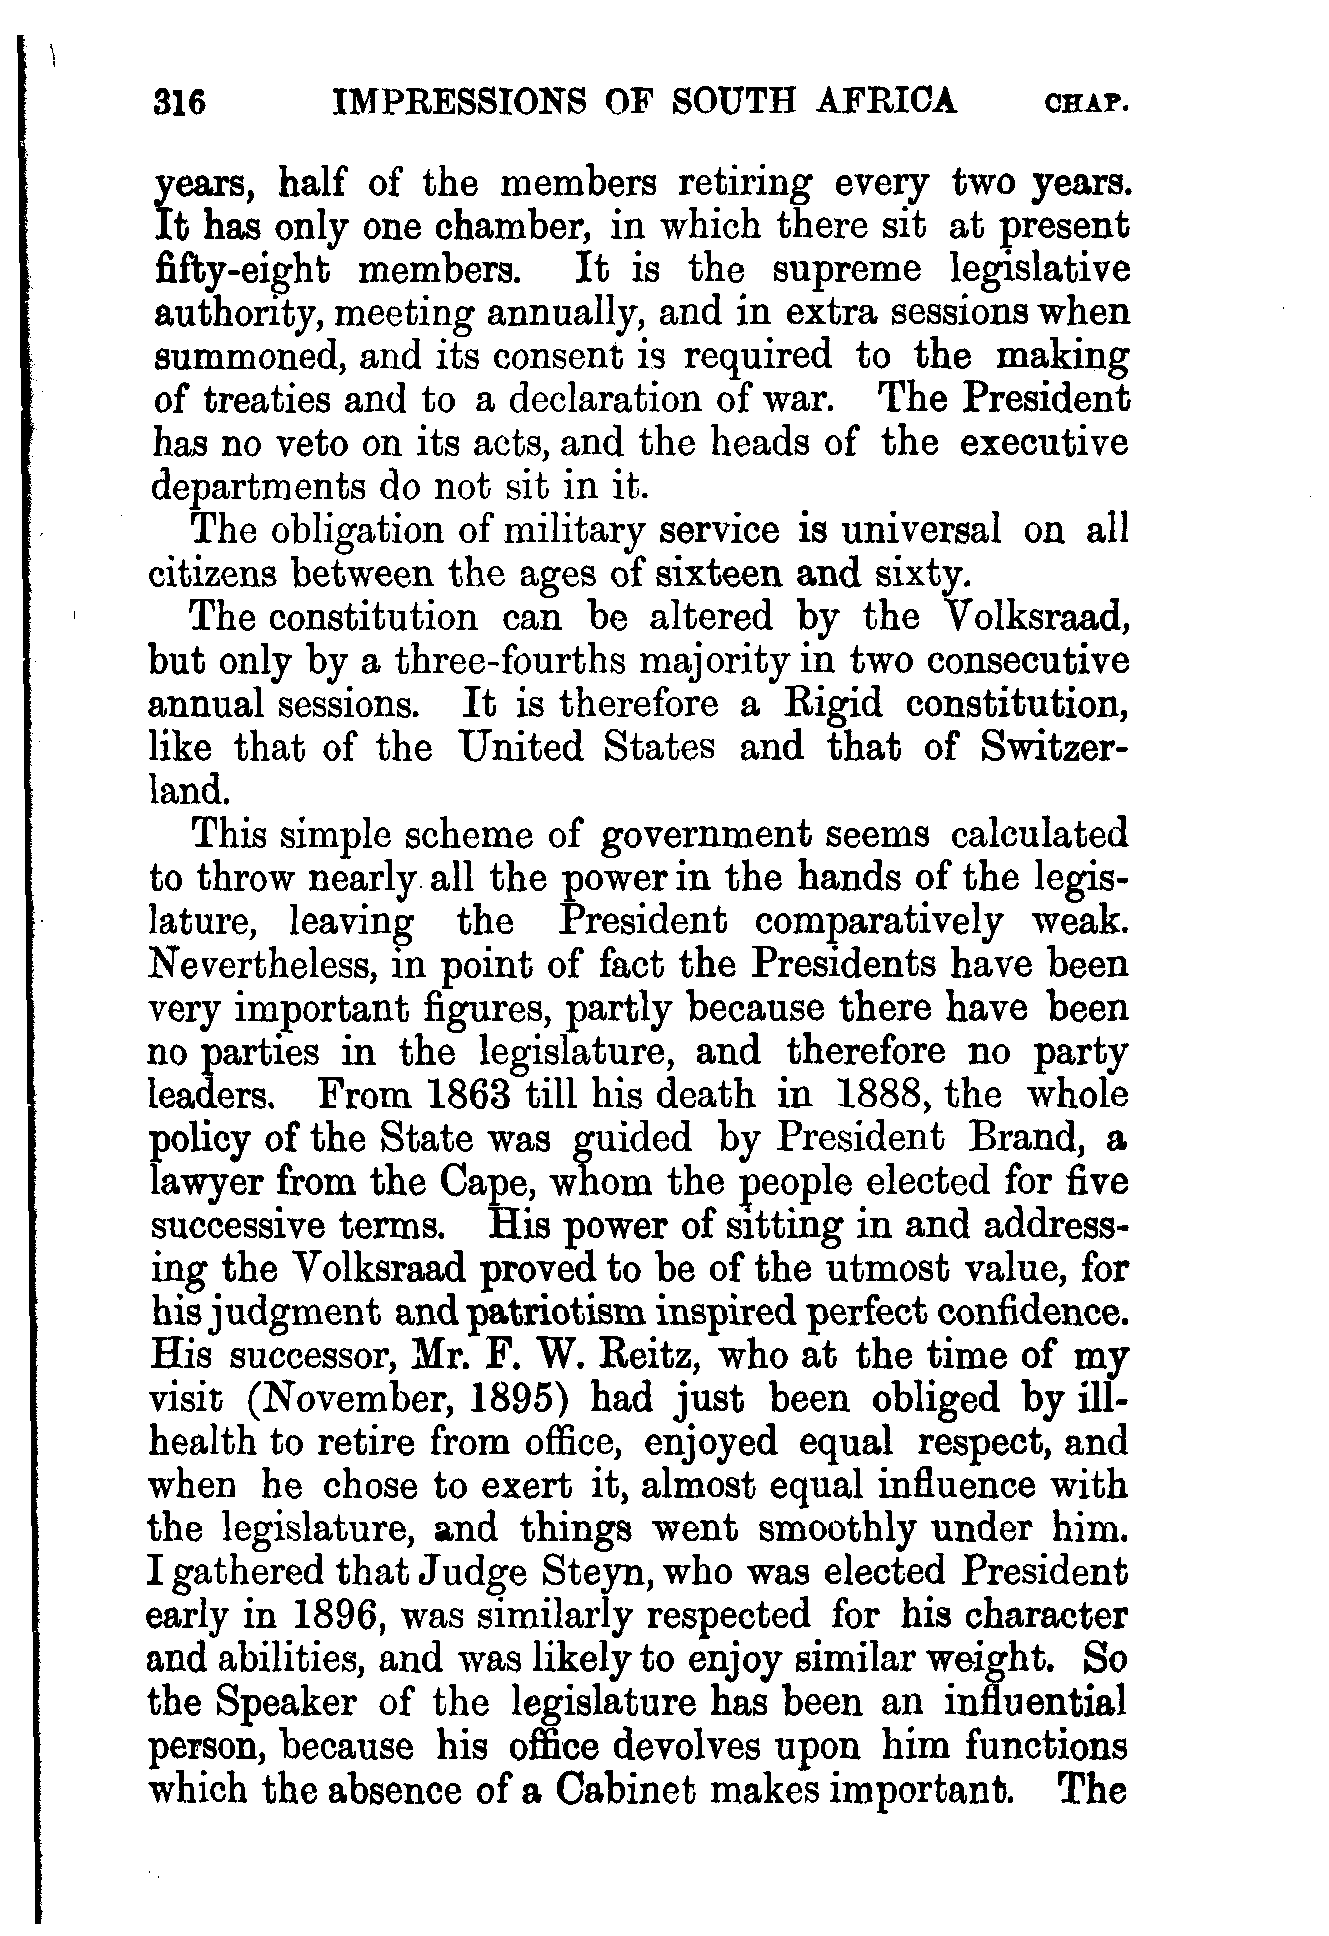 316 IMPRESSIONS OF SOUTH AFRICA CHAP.
years, half of the members retiring every two years.
It has only one chamber, in which there sit at present
fifty-eight members. It is the supreme legislative
authority, meeting annually, and in extra sessions when
summoned, and its consent is required to the making
of treaties and to a declaration of war. The President
has no veto on its acts, and the heads of the executive
departments do not sit in it.
The obligation of military service is universal on all
citizens between the ages of sixteen and sixty.
The constitution can be altered by the Volksraad,
but only by a three-fourths majority in two consecutive
annual sessions. It is therefore a Rigid constitution,
like that of the United States and that of Switzer-
land.
This simple scheme of government seems calculated
to throw nearly all the power in the hands of the legis-
lature, leaving the President comparatively weak.
Nevertheless, in point of fact the Presidents have been
very important figures, partly because there have been
no parties in the legislature, and therefore no party
leaders. From 1863 till his death in 1888, the whole
policy of the State was guided by President Brand, a
lawyer from the Cape, whom the people elected for five
successive terms. His power of sitting in and address-
ing the Volksraad proved to be of the utmost value, for
his judgment and patriotism inspired perfect confidence.
His successor, Mr. F. W. Reitz, who at the time of my
visit (November, 1895) had just been obliged by ill-
health to retire from office, enjoyed equal respect, and
when he chose to exert it, almost equal influence with
the legislature, and things went smoothly under him.
I gathered that Judge Steyn, who was elected President
early in 1896, was similarly respected for his character
and abilities, and was likely to enjoy similar weight. So
the Speaker of the legislature has been an influential
person, because his office devolves upon him functions
which the absence of a Cabinet makes important. The